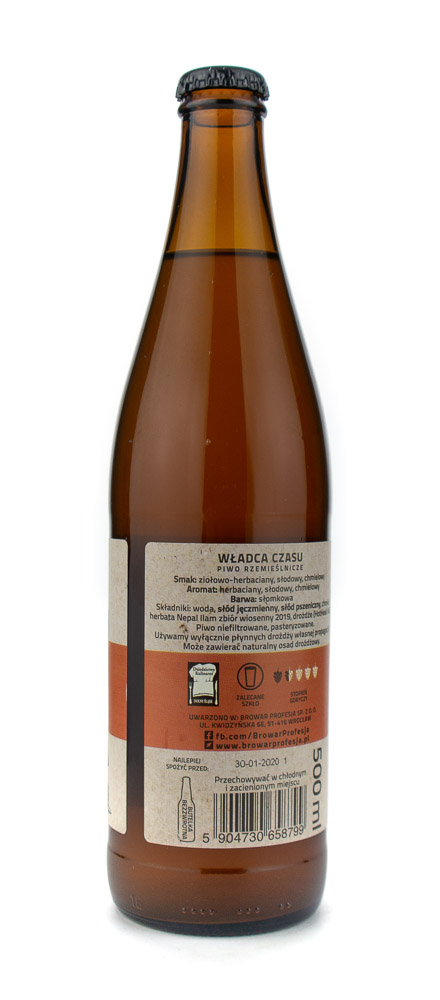 WŁADCA CZASU
PIWO RZEMIEŚLNICZE
Smak: ziołowo-herbaciany, słodowy, chmielowy
Aromat: herbaciany, słodowy, chmielowy
Barwa: słomkowa
Składniki: woda, słód jęczmienny, słód pszeniczny,
herbata Nepal Ilam zbiór wiosenny 2019, drożdże
Piwo niefiltrowane, pasteryzowane.
Używamy wyłącznie płynnych drożdży własnej
Może zawierać naturalny osad drożdżowy.
ZALECANE
SZKŁO
STOPIEŃ
GORYCZY
UWARZONO W: BROWAR PROFESJA SP. Z O.O.
UL. KWIDZYŃSKA 6E, 51-416 WROCŁAW
fb.com/BrowarProfesja
www.browarprofesja.pl
NAJLEPIEJ
SPOŻYĆ PRZED:
30-01-2020 1
Przechowywać w chłodnym
i zacienionym miejscu.
BUTELKA
BEZZWROTNA
5 904730 658799
500 ml